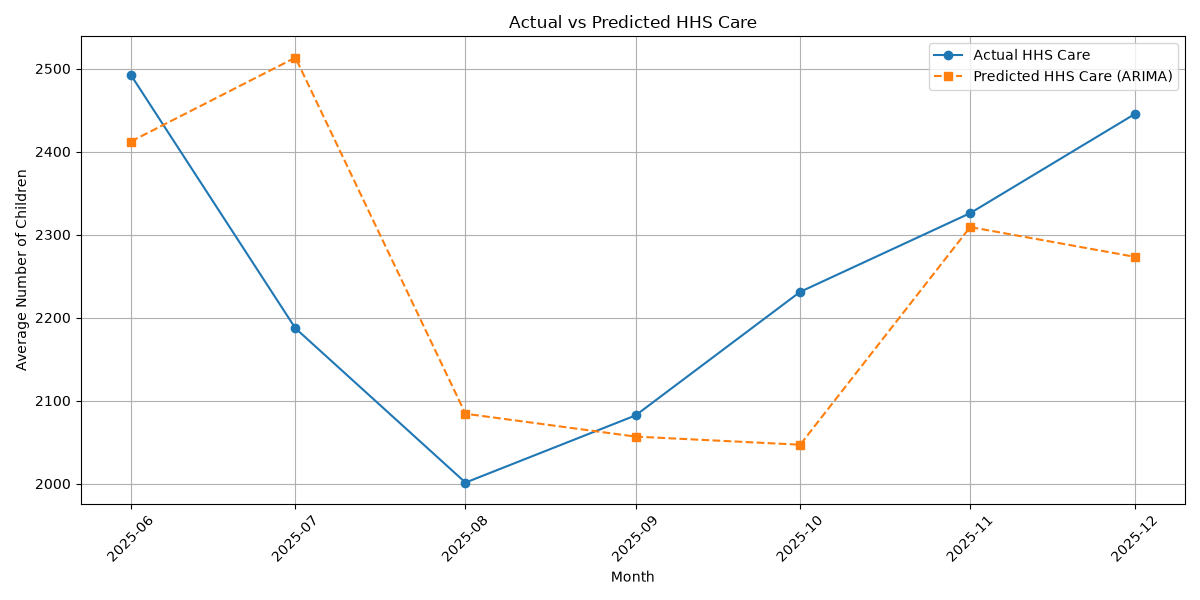 Actual vs Predicted HHS Care
Actual HHS Care
Predicted HHS Care (ARIMA)
Average Number of Children
2500
2400
2300
2200
2100
2000
2025-06
2025-07
2025-08
2025-09
2025-10
2025-11
2025-12
Month